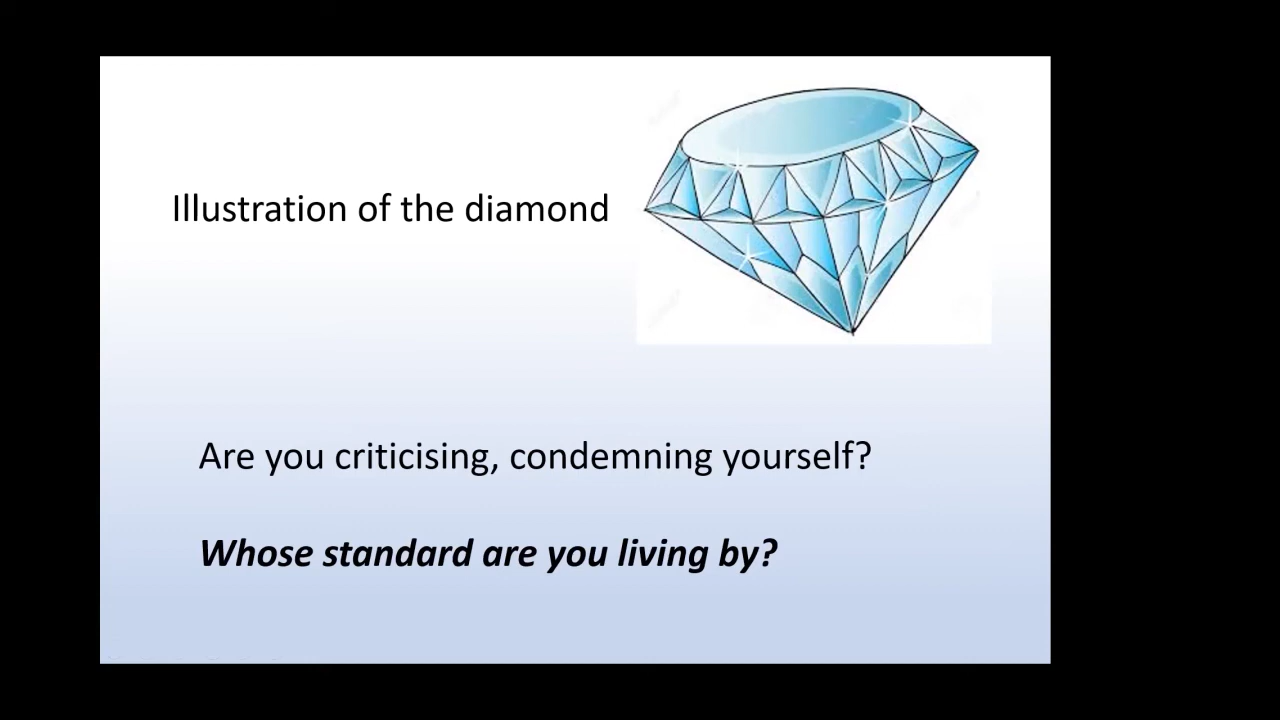 Illustration of the diamond
Are you criticising, condemning yourself?
Whose standard are you living by?